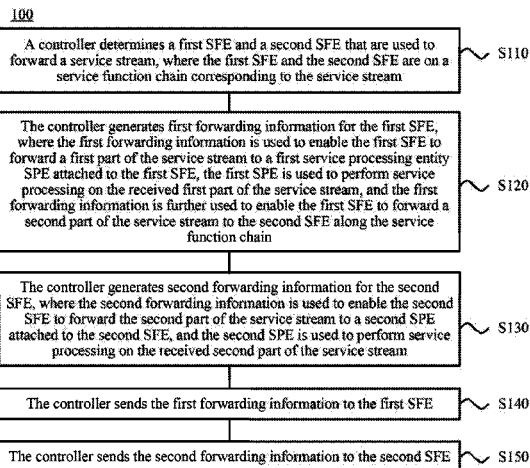 100
A controller determines a first SFE and a second SFE that are used to
forward a service stream, where the first SFE and the second SFE are on a
service function chain corresponding to the service stream
S110
The controller generates first forwarding information for the first SFE,
where the first forwarding information is used to enable the first SFE to
forward a first part of the service stream to a first service processing entity
SPE attached to the first SFE, the first SPE is used to perform service
processing on the received first part of the service stream, and the first
forwarding information is further used to enable the first SFE to forward a
second part of the service stream to the second SFE along the service
function chain
S120
The controller generates second forwarding information for the second
SFE, where the second forwarding information is used to enable the second
SFE to forward the second part of the service stream to a second SPE
attached to the second SFE, and the second SPE is used to perform service
processing on the received second part of the service stream
S130
The controller sends the first forwarding information to the first SFE
S140
The controller sends the second forwarding information to the second SFE
S150